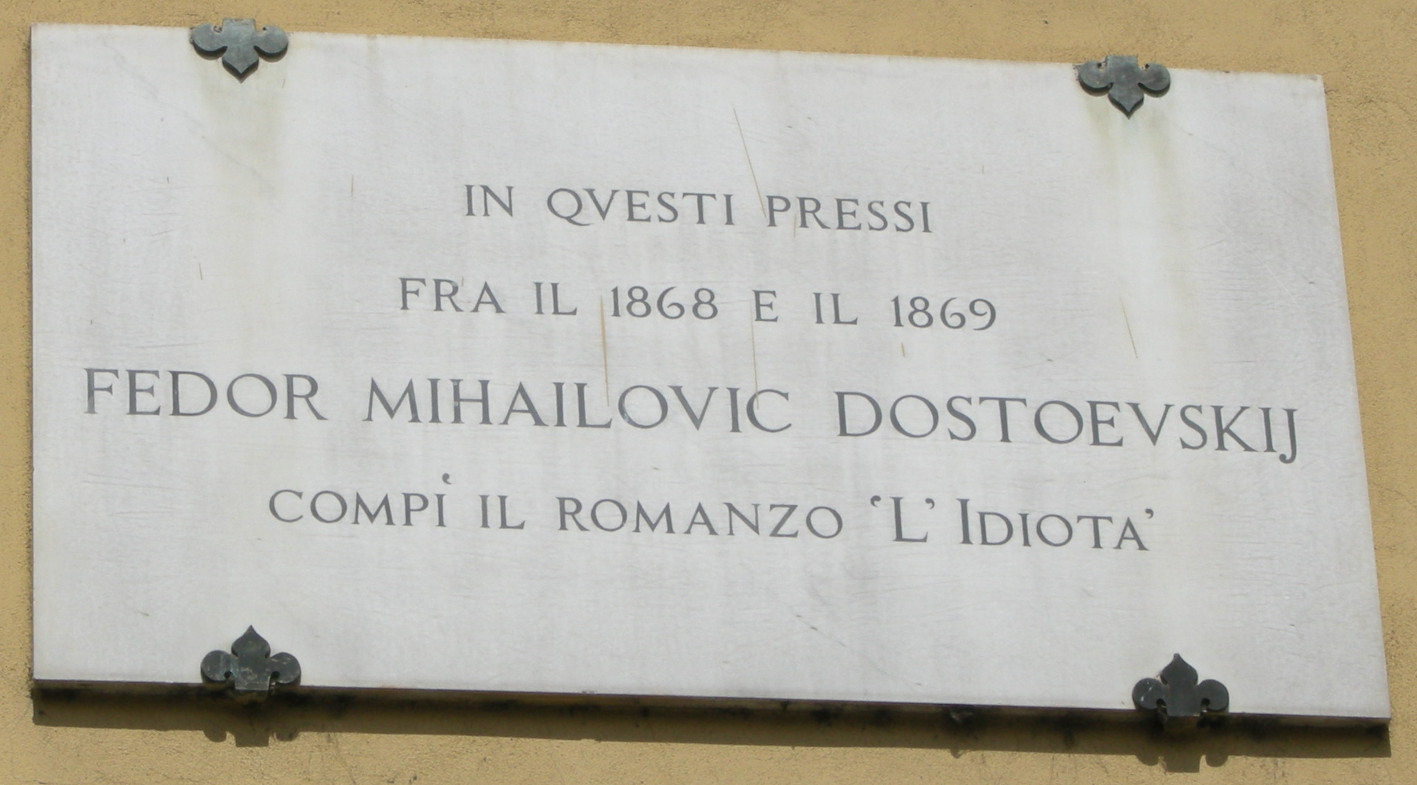 IN QVESTI PRESSI
FRA IL 1868 E IL 1869
FEDOR MIHAILOVIC DOSTOEVSKIJ
COMPÌ IL ROMANZO ‘L’ IDIOTA’